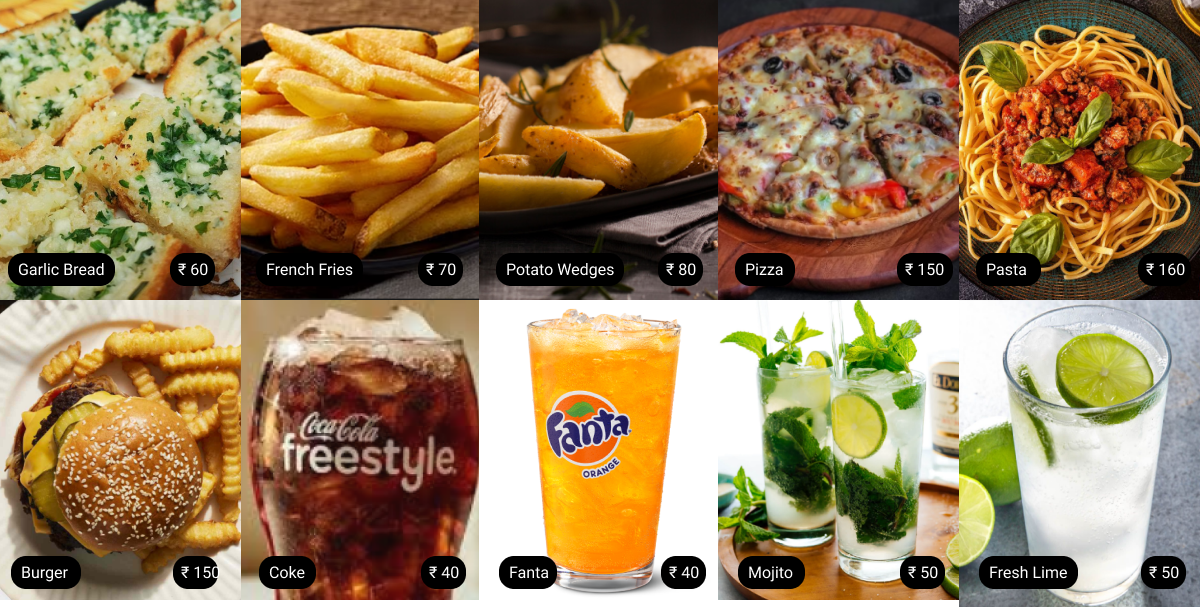 Garlic Bread
₹ 60
French Fries
₹ 70
Potato Wedges
₹ 80
Pizza
₹ 150
Pasta
₹ 160
Coca-Cola
freestyle
Fanta
ORANGE
Burger
₹ 150
Coke
₹ 40
Fanta
₹ 40
Mojito
₹ 50
Fresh Lime
₹ 50